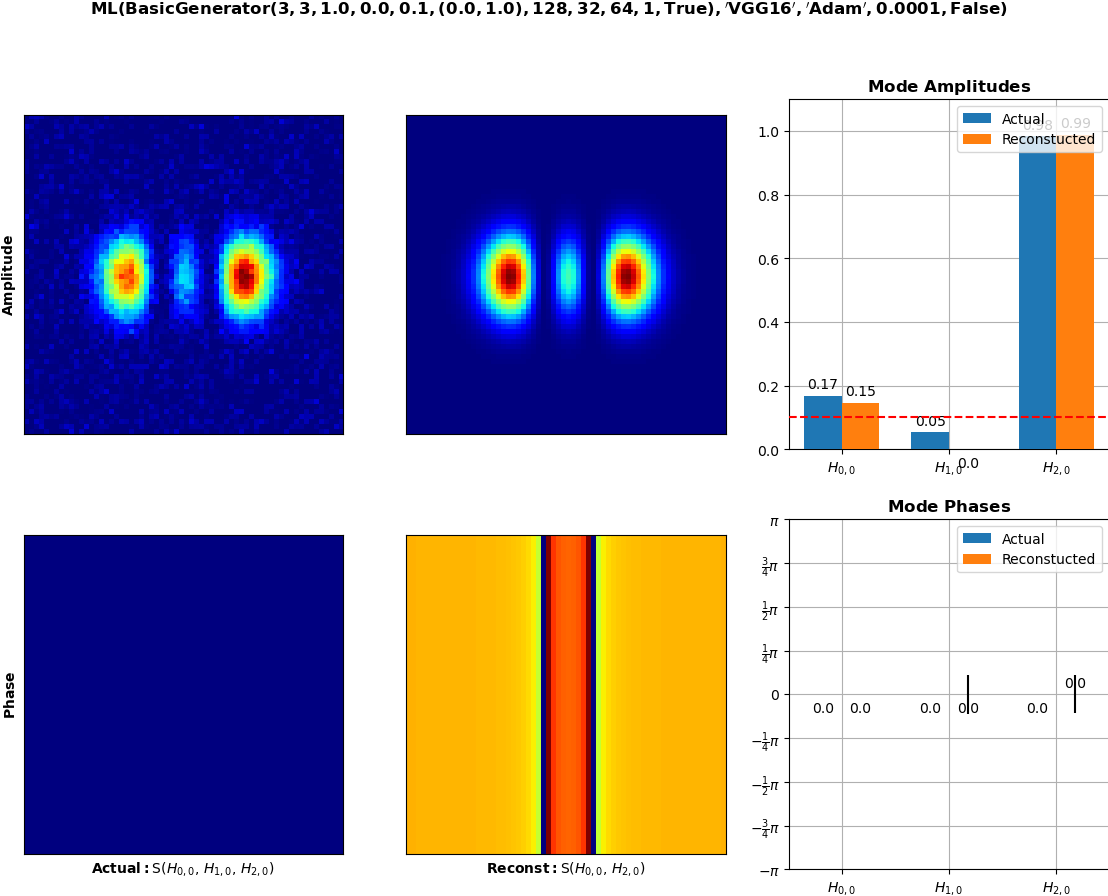 ML(BasicGenerator(3, 3, 1.0, 0.0, 0.1, (0.0, 1.0), 128, 32, 64, 1, True), 'VGG16', 'Adam', 0.0001, False)
Amplitude
Mode Amplitudes
Actual
Reconstucted
1.0
0.8
0.6
0.4
0.2
0.0
0.17
0.15
0.05
0.0
0.98
0.99
H₀,₀
H₁,₀
H₂,₀
Phase
Actual: S(H₀,₀, H₁,₀, H₂,₀)
Reconst: S(H₀,₀, H₂,₀)
Mode Phases
Actual
Reconstucted
π
¾π
½π
¼π
0
−¼π
−½π
−¾π
−π
0.0
0.0
0.0
0.0
0.0
0.0
H₀,₀
H₁,₀
H₂,₀